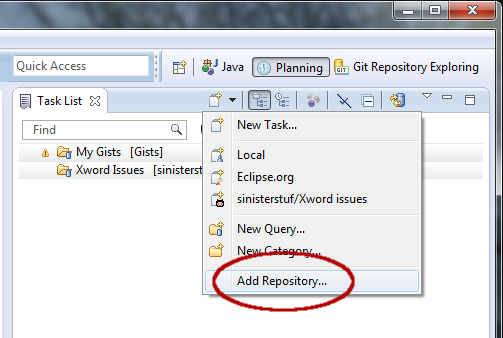 Quick Access
Java
Planning
Git Repository Exploring
Task List
Find
New Task...
My Gists [Gists]
Xword Issues [sinisterstuf
Local
Eclipse.org
sinisterstuf/Xword issues
New Query...
New Category...
Add Repository...